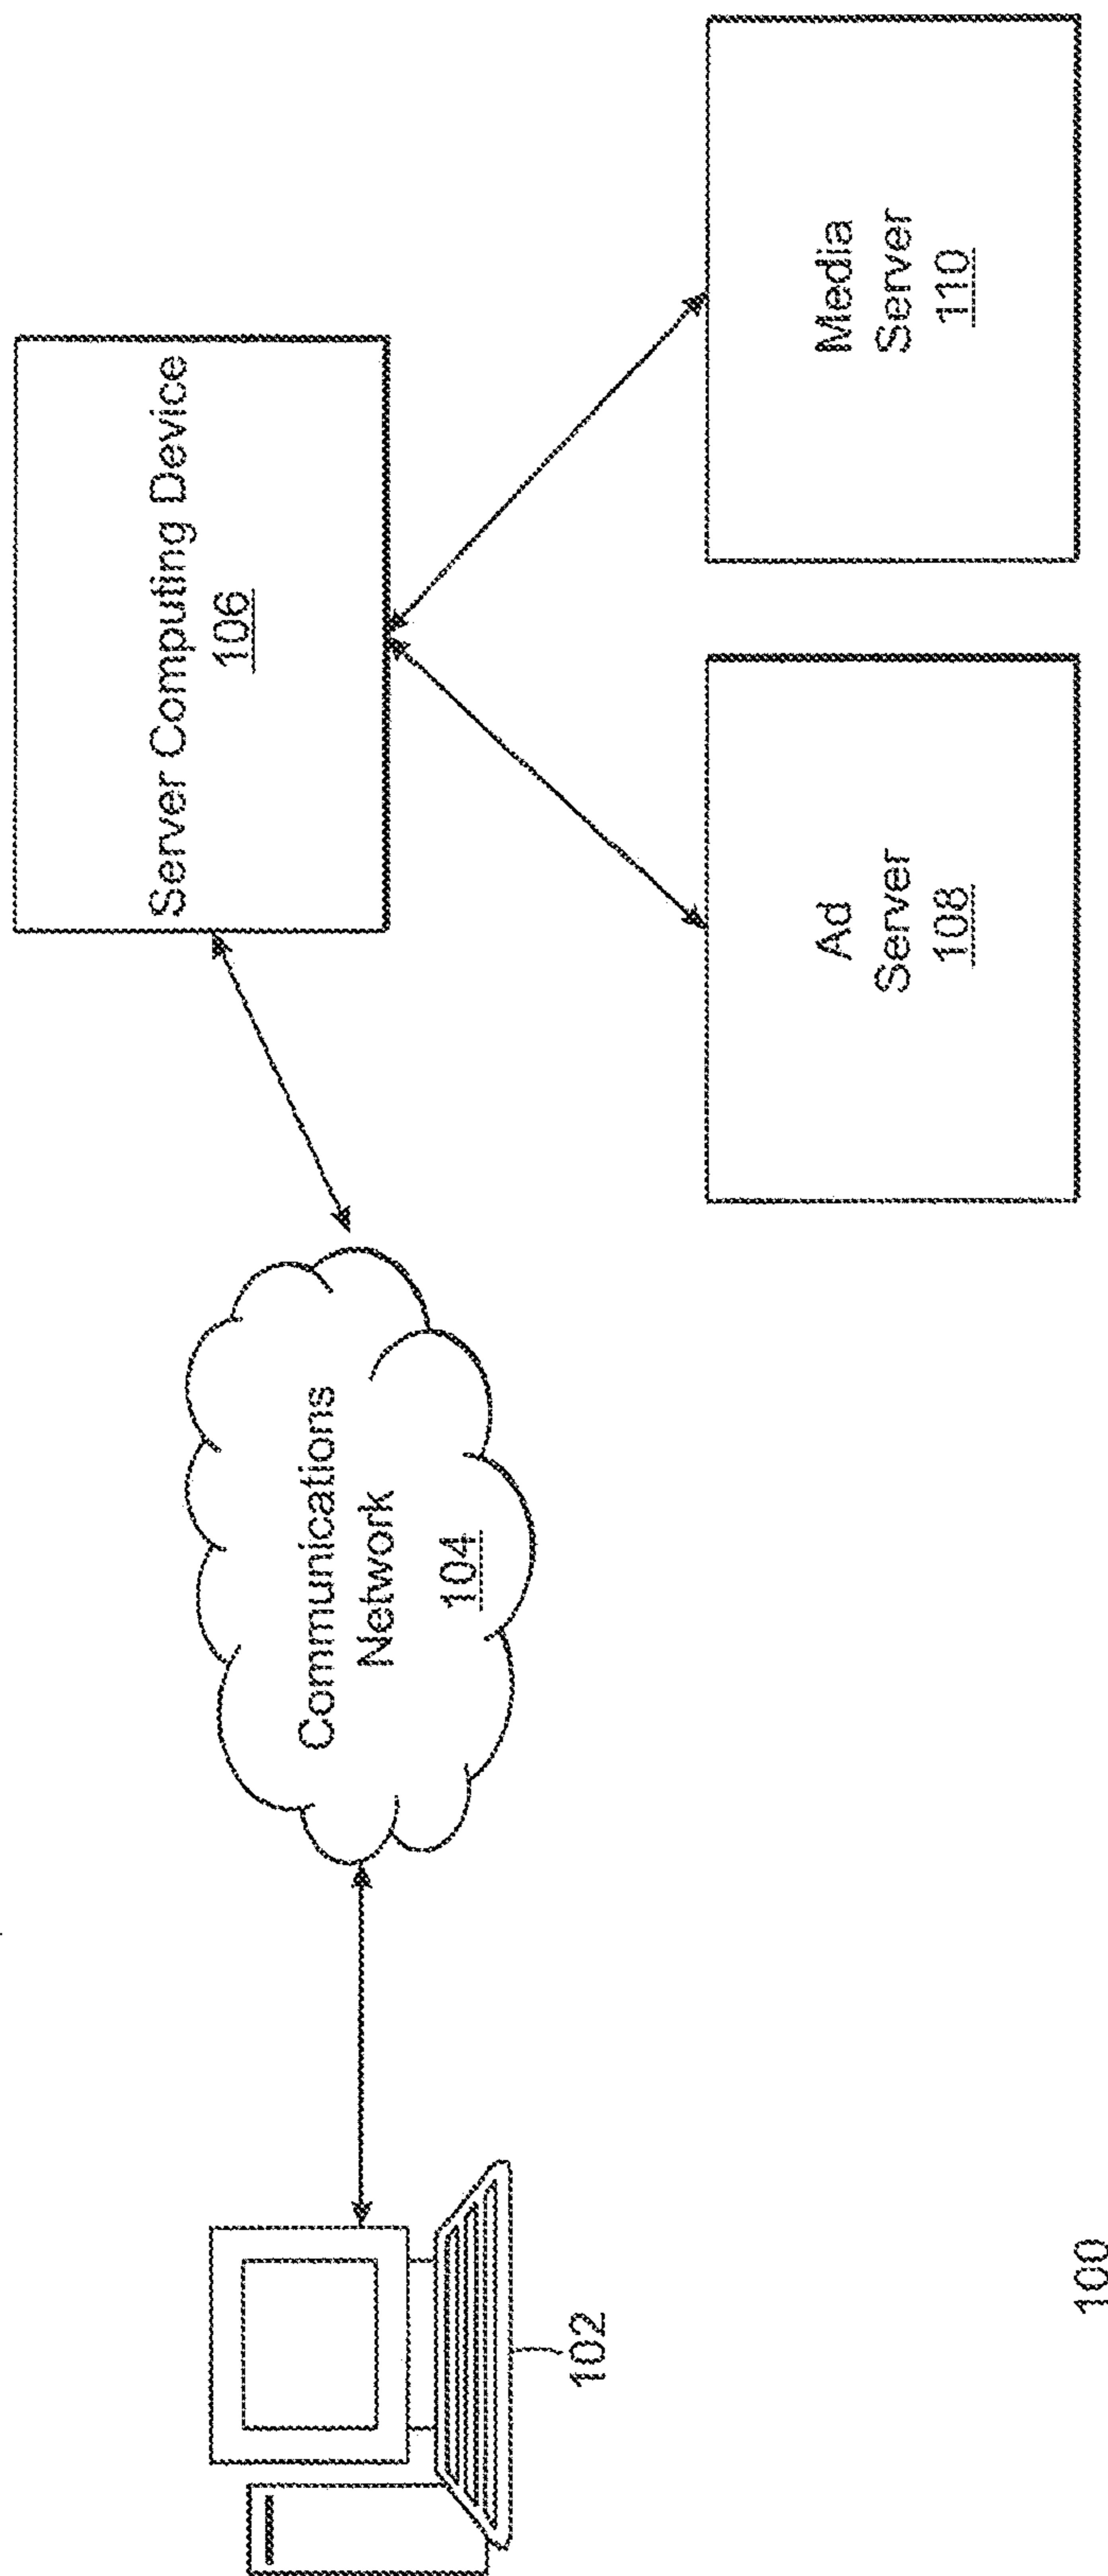 Server Computing Device
106
Communications
Network
104
102
Ad
Server
108
Media
Server
110
100